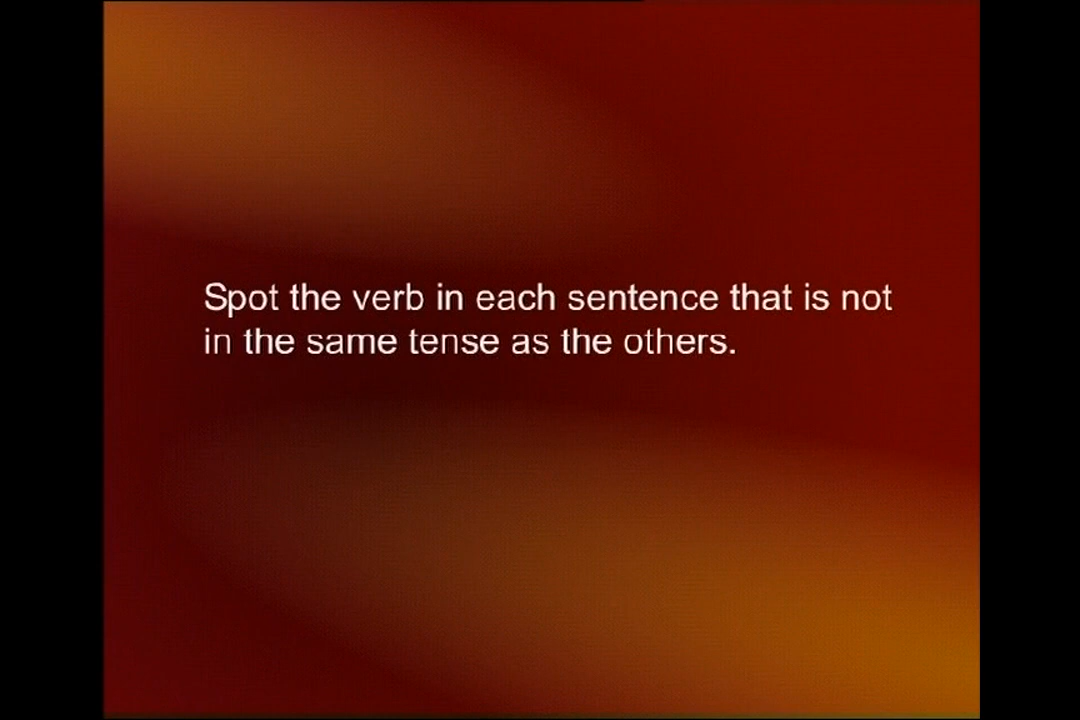 Spot the verb in each sentence that is not
in the same tense as the others.